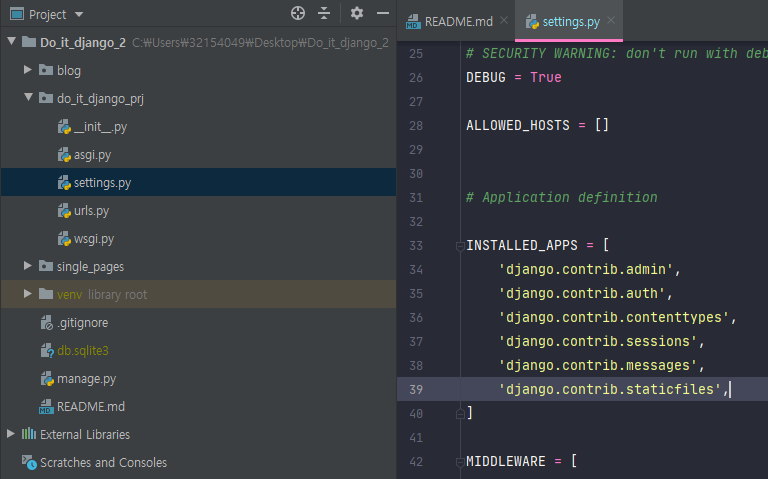 Project
Do_it_django_2 C:₩Users₩32154049₩Desktop₩Do_it_django_2
blog
do_it_django_prj
__init__.py
asgi.py
settings.py
urls.py
wsgi.py
single_pages
venv library root
.gitignore
db.sqlite3
manage.py
README.md
External Libraries
Scratches and Consoles
README.md
settings.py
25 # SECURITY WARNING: don't run with deb
26 DEBUG = True
27
28 ALLOWED_HOSTS = []
29
30
31 # Application definition
32
33 INSTALLED_APPS = [
34 'django.contrib.admin',
35 'django.contrib.auth',
36 'django.contrib.contenttypes',
37 'django.contrib.sessions',
38 'django.contrib.messages',
39 'django.contrib.staticfiles',
40 ]
41
42 MIDDLEWARE = [